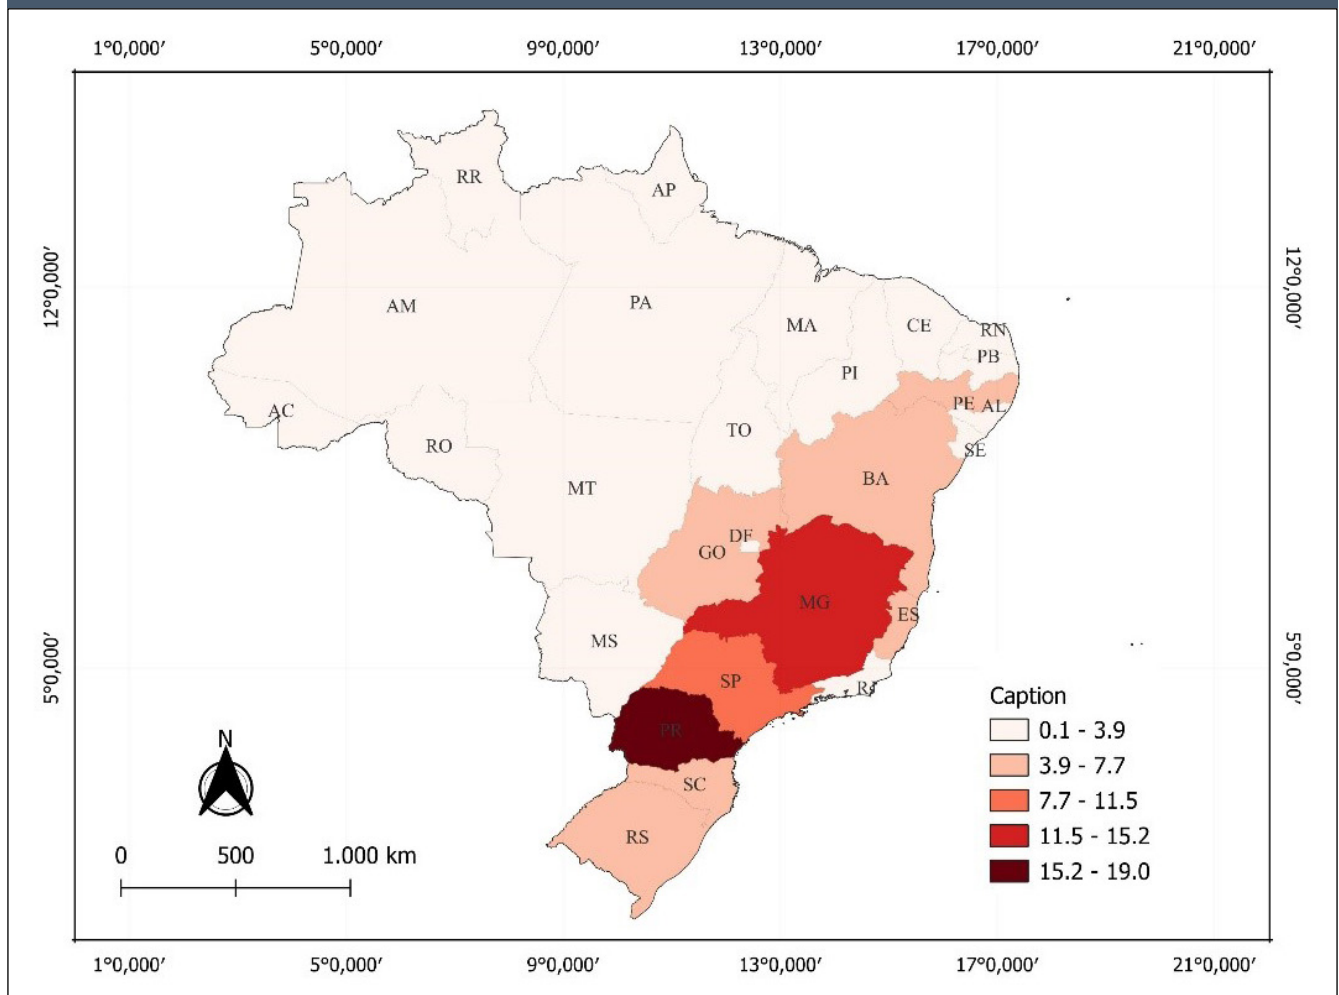 1°0,000′ 5°0,000′ 9°0,000′ 13°0,000′ 17°0,000′ 21°0,000′
12°0,000′
5°0,000′
RR
AP
AM
PA
MA
CE
RN
PB
PI
PE
AL
AC
RO
TO
SE
MT
BA
DF
GO
MG
ES
MS
SP
R
PR
SC
RS
12°0,000′
5°0,000′
N
0 500 1.000 km
Caption
0.1 - 3.9
3.9 - 7.7
7.7 - 11.5
11.5 - 15.2
15.2 - 19.0
1°0,000′ 5°0,000′ 9°0,000′ 13°0,000′ 17°0,000′ 21°0,000′